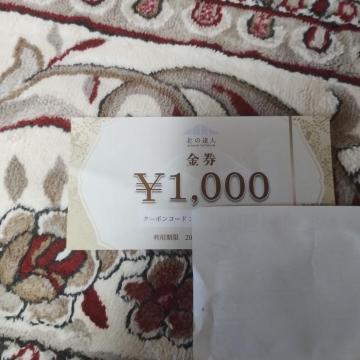 北の達人
金券
¥1,000
クーポンコード
利用期限 20